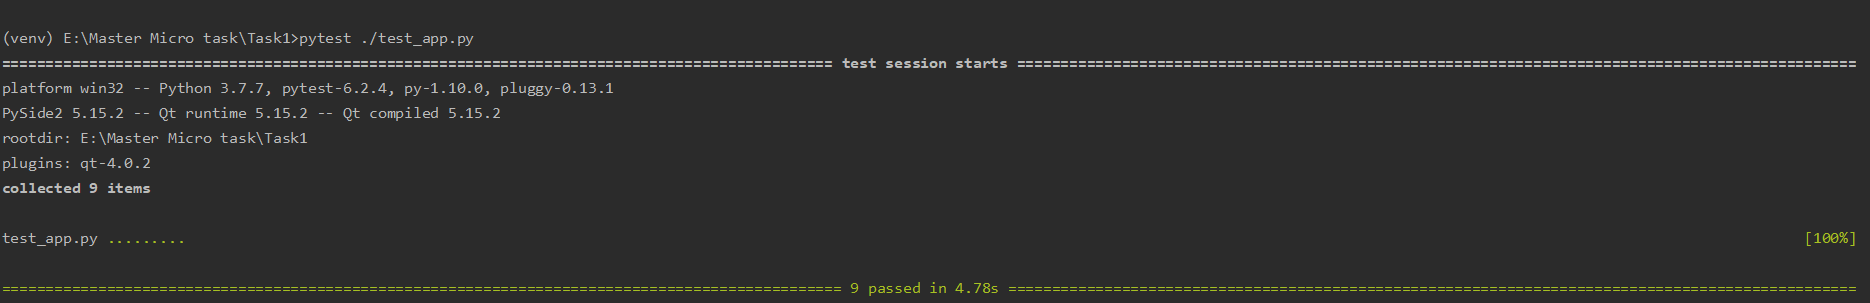 (venv) E:\Master Micro task\Task1>pytest ./test_app.py
================================================================================================ test session starts =================================================================================================
platform win32 -- Python 3.7.7, pytest-6.2.4, py-1.10.0, pluggy-0.13.1
PySide2 5.15.2 -- Qt runtime 5.15.2 -- Qt compiled 5.15.2
rootdir: E:\Master Micro task\Task1
plugins: qt-4.0.2
collected 9 items
test_app.py ......... [100%]
================================================================================================= 9 passed in 4.78s ==================================================================================================